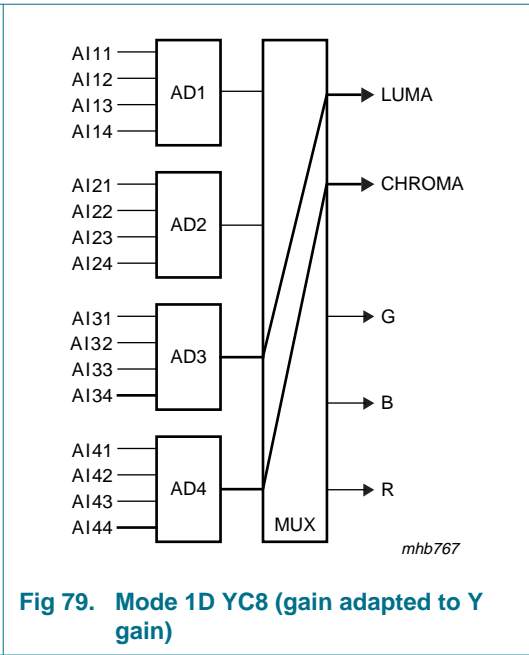 AI11
AI12
AI13
AI14
AD1
AI21
AI22
AI23
AI24
AD2
AI31
AI32
AI33
AI34
AD3
AI41
AI42
AI43
AI44
AD4
MUX
LUMA
CHROMA
G
B
R
mhb767
Fig 79. Mode 1D YC8 (gain adapted to Y
gain)